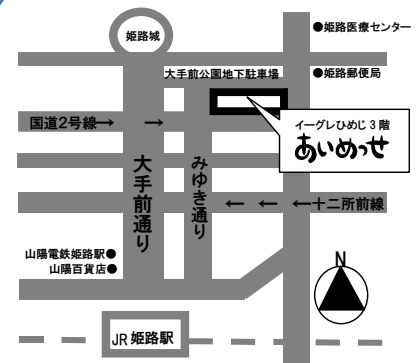 姫路城
●姫路医療センター
大手前公園地下駐車場
●姫路郵便局
国道2号線→ →
イーグレひめじ3階
あいめっせ
大手前通り
みゆき通り
← ← ←十二所前線
山陽電鉄姫路駅●
山陽百貨店●
N
JR 姫路駅